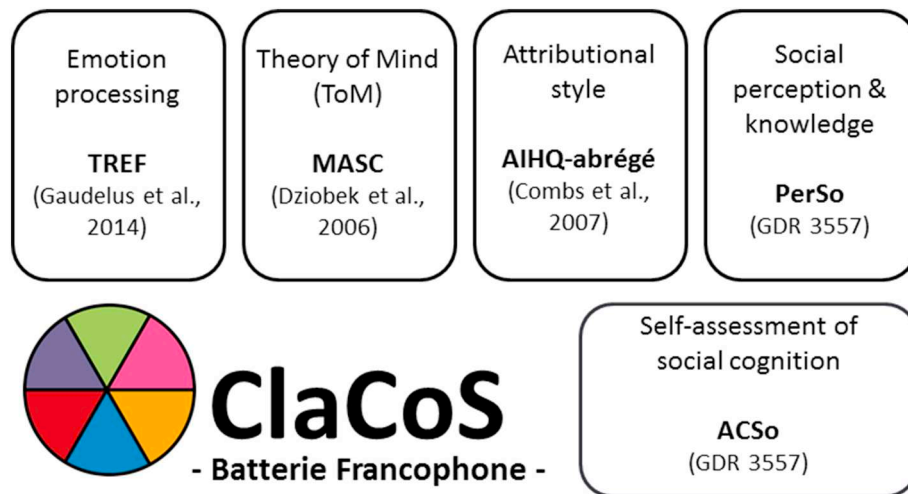 Emotion
processing
TREF
(Gaudelus et al.,
2014)
Theory of Mind
(ToM)
MASC
(Dziobek et al.,
2006)
Attributional
style
AIHQ-abrégé
(Combs et al.,
2007)
Social
perception &
knowledge
PerSo
(GDR 3557)
ClaCoS
- Batterie Francophone -
Self-assessment of
social cognition
ACSo
(GDR 3557)